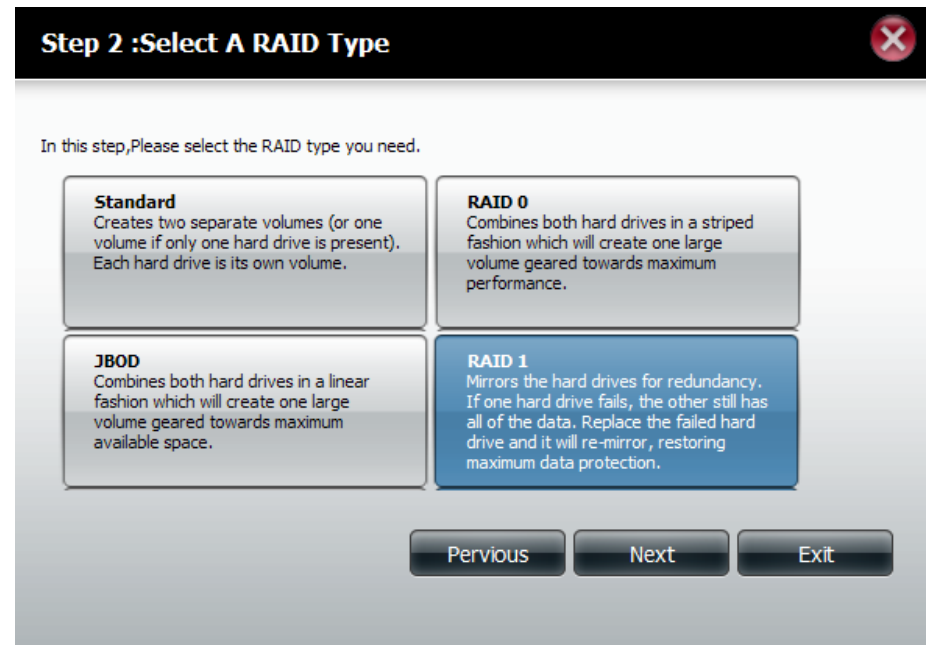 Step 2 :Select A RAID Type
In this step,Please select the RAID type you need.
Standard
Creates two separate volumes (or one
volume if only one hard drive is present).
Each hard drive is its own volume.
RAID 0
Combines both hard drives in a striped
fashion which will create one large
volume geared towards maximum
performance.
JBOD
Combines both hard drives in a linear
fashion which will create one large
volume geared towards maximum
available space.
RAID 1
Mirrors the hard drives for redundancy.
If one hard drive fails, the other still has
all of the data. Replace the failed hard
drive and it will re-mirror, restoring
maximum data protection.
Pervious Next Exit